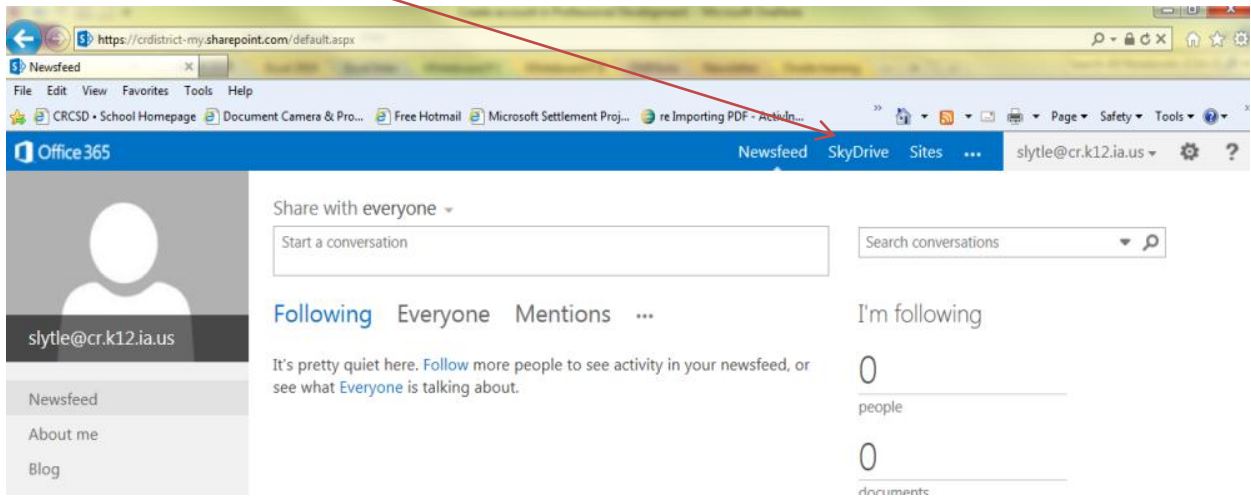 https://crdistrict-my.sharepoint.com/default.aspx
Newsfeed
File Edit View Favorites Tools Help
CRCSD • School Homepage Document Camera & Pro... Free Hotmail Microsoft Settlement Proj... re Importing PDF - ActivIn... Page Safety Tools
Office 365 Newsfeed SkyDrive Sites ... slytle@cr.k12.ia.us ?
Share with everyone
Start a conversation
Search conversations
slytle@cr.k12.ia.us
Following Everyone Mentions ...
I'm following
It's pretty quiet here. Follow more people to see activity in your newsfeed, or
see what Everyone is talking about.
0
people
Newsfeed
About me
Blog
0
documents